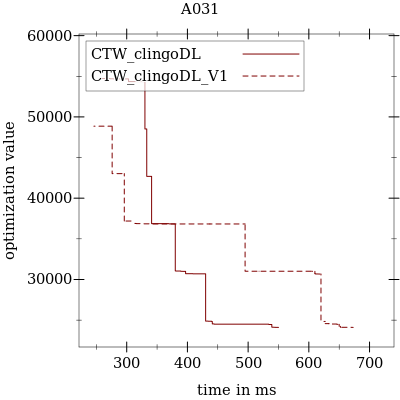 A031
CTW_clingoDL
CTW_clingoDL_V1
60000
50000
40000
30000
optimization value
300 400 500 600 700
time in ms